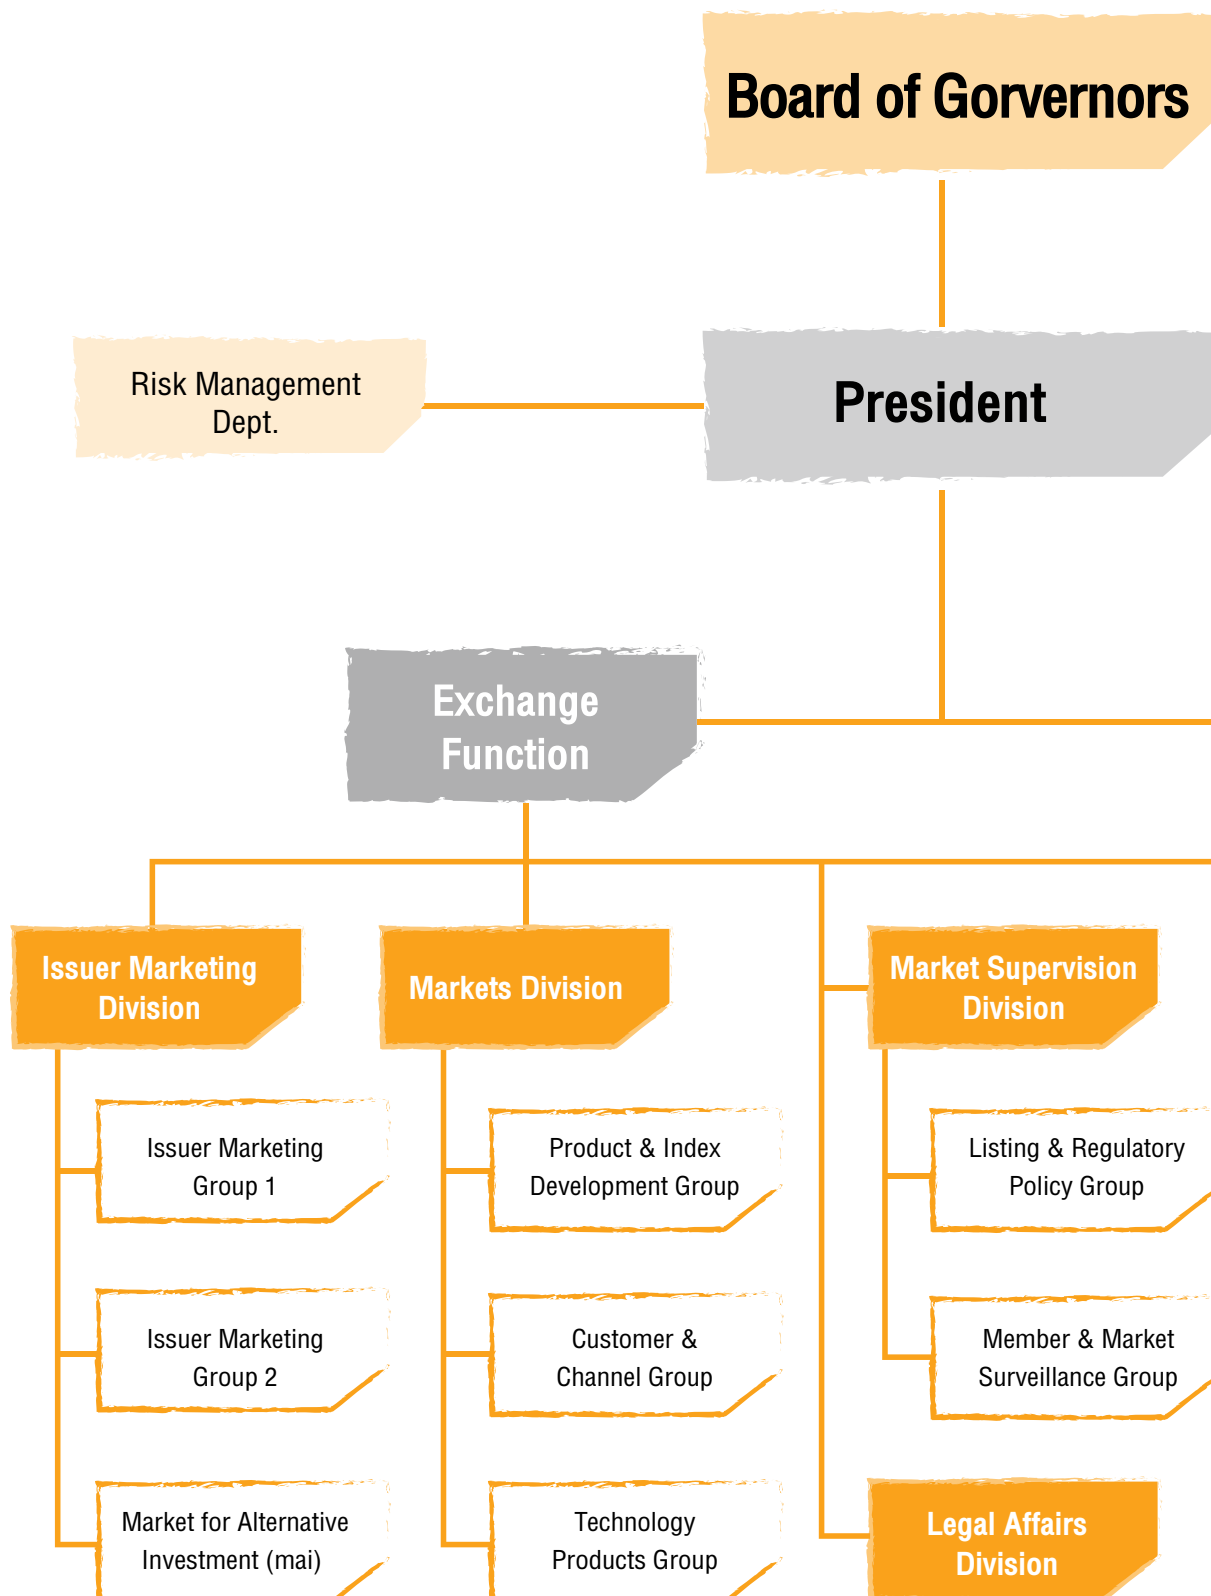 Board of Gorvernors
Risk Management
Dept.
President
Exchange
Function
Issuer Marketing
Division
Markets Division
Market Supervision
Division
Issuer Marketing
Group 1
Product & Index
Development Group
Listing & Regulatory
Policy Group
Issuer Marketing
Group 2
Customer &
Channel Group
Member & Market
Surveillance Group
Market for Alternative
Investment (mai)
Technology
Products Group
Legal Affairs
Division